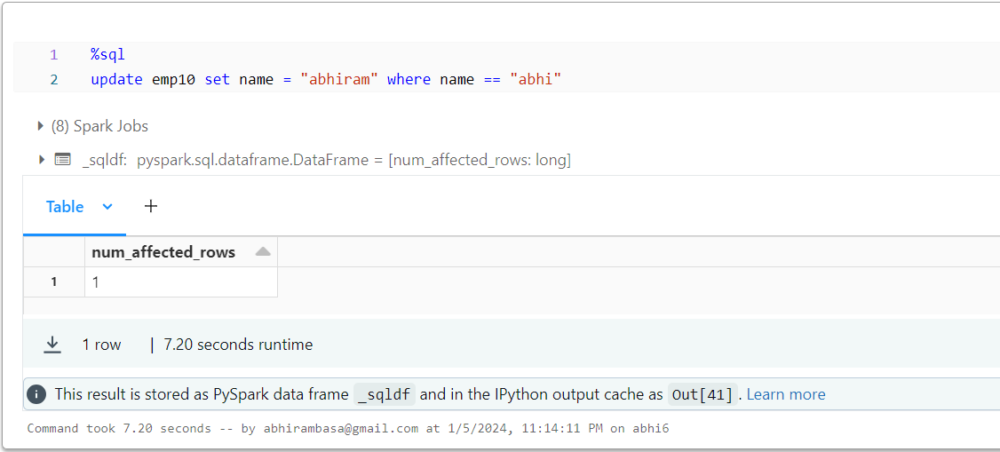 1 %sql
2 update emp10 set name = "abhiram" where name == "abhi"
(8) Spark Jobs
_sqldf: pyspark.sql.dataframe.DataFrame = [num_affected_rows: long]
Table +
num_affected_rows
1 1
1 row | 7.20 seconds runtime
This result is stored as PySpark data frame _sqldf and in the IPython output cache as Out[41]. Learn more
Command took 7.20 seconds -- by abhirambasa@gmail.com at 1/5/2024, 11:14:11 PM on abhi6